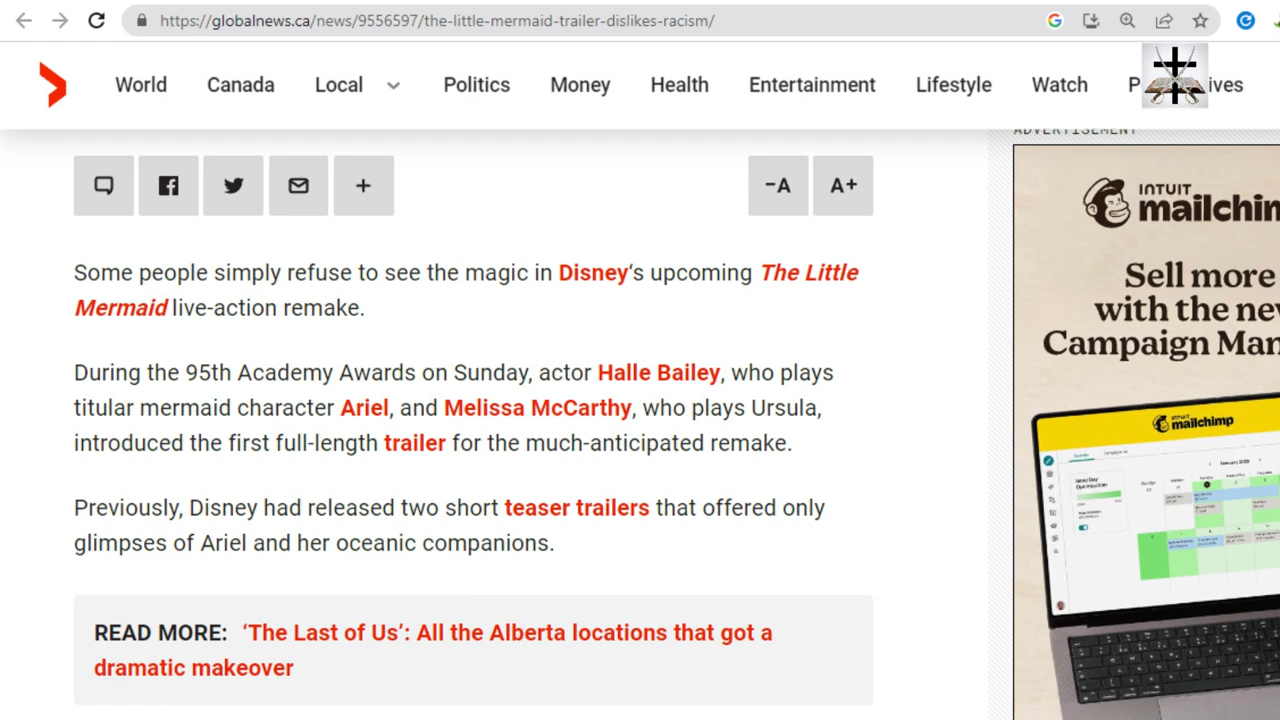 https://globalnews.ca/news/9556597/the-little-mermaid-trailer-dislikes-racism/
World Canada Local Politics Money Health Entertainment Lifestyle Watch P ives
ADVERTISEMENT
-A A+
Some people simply refuse to see the magic in Disney‘s upcoming The Little
Mermaid live-action remake.
During the 95th Academy Awards on Sunday, actor Halle Bailey, who plays
titular mermaid character Ariel, and Melissa McCarthy, who plays Ursula,
introduced the first full-length trailer for the much-anticipated remake.
Previously, Disney had released two short teaser trailers that offered only
glimpses of Ariel and her oceanic companions.
READ MORE: ‘The Last of Us’: All the Alberta locations that got a
dramatic makeover
INTUIT
mailchim
Sell more
with the ne
Campaign Man
INTUIT
mailchimp